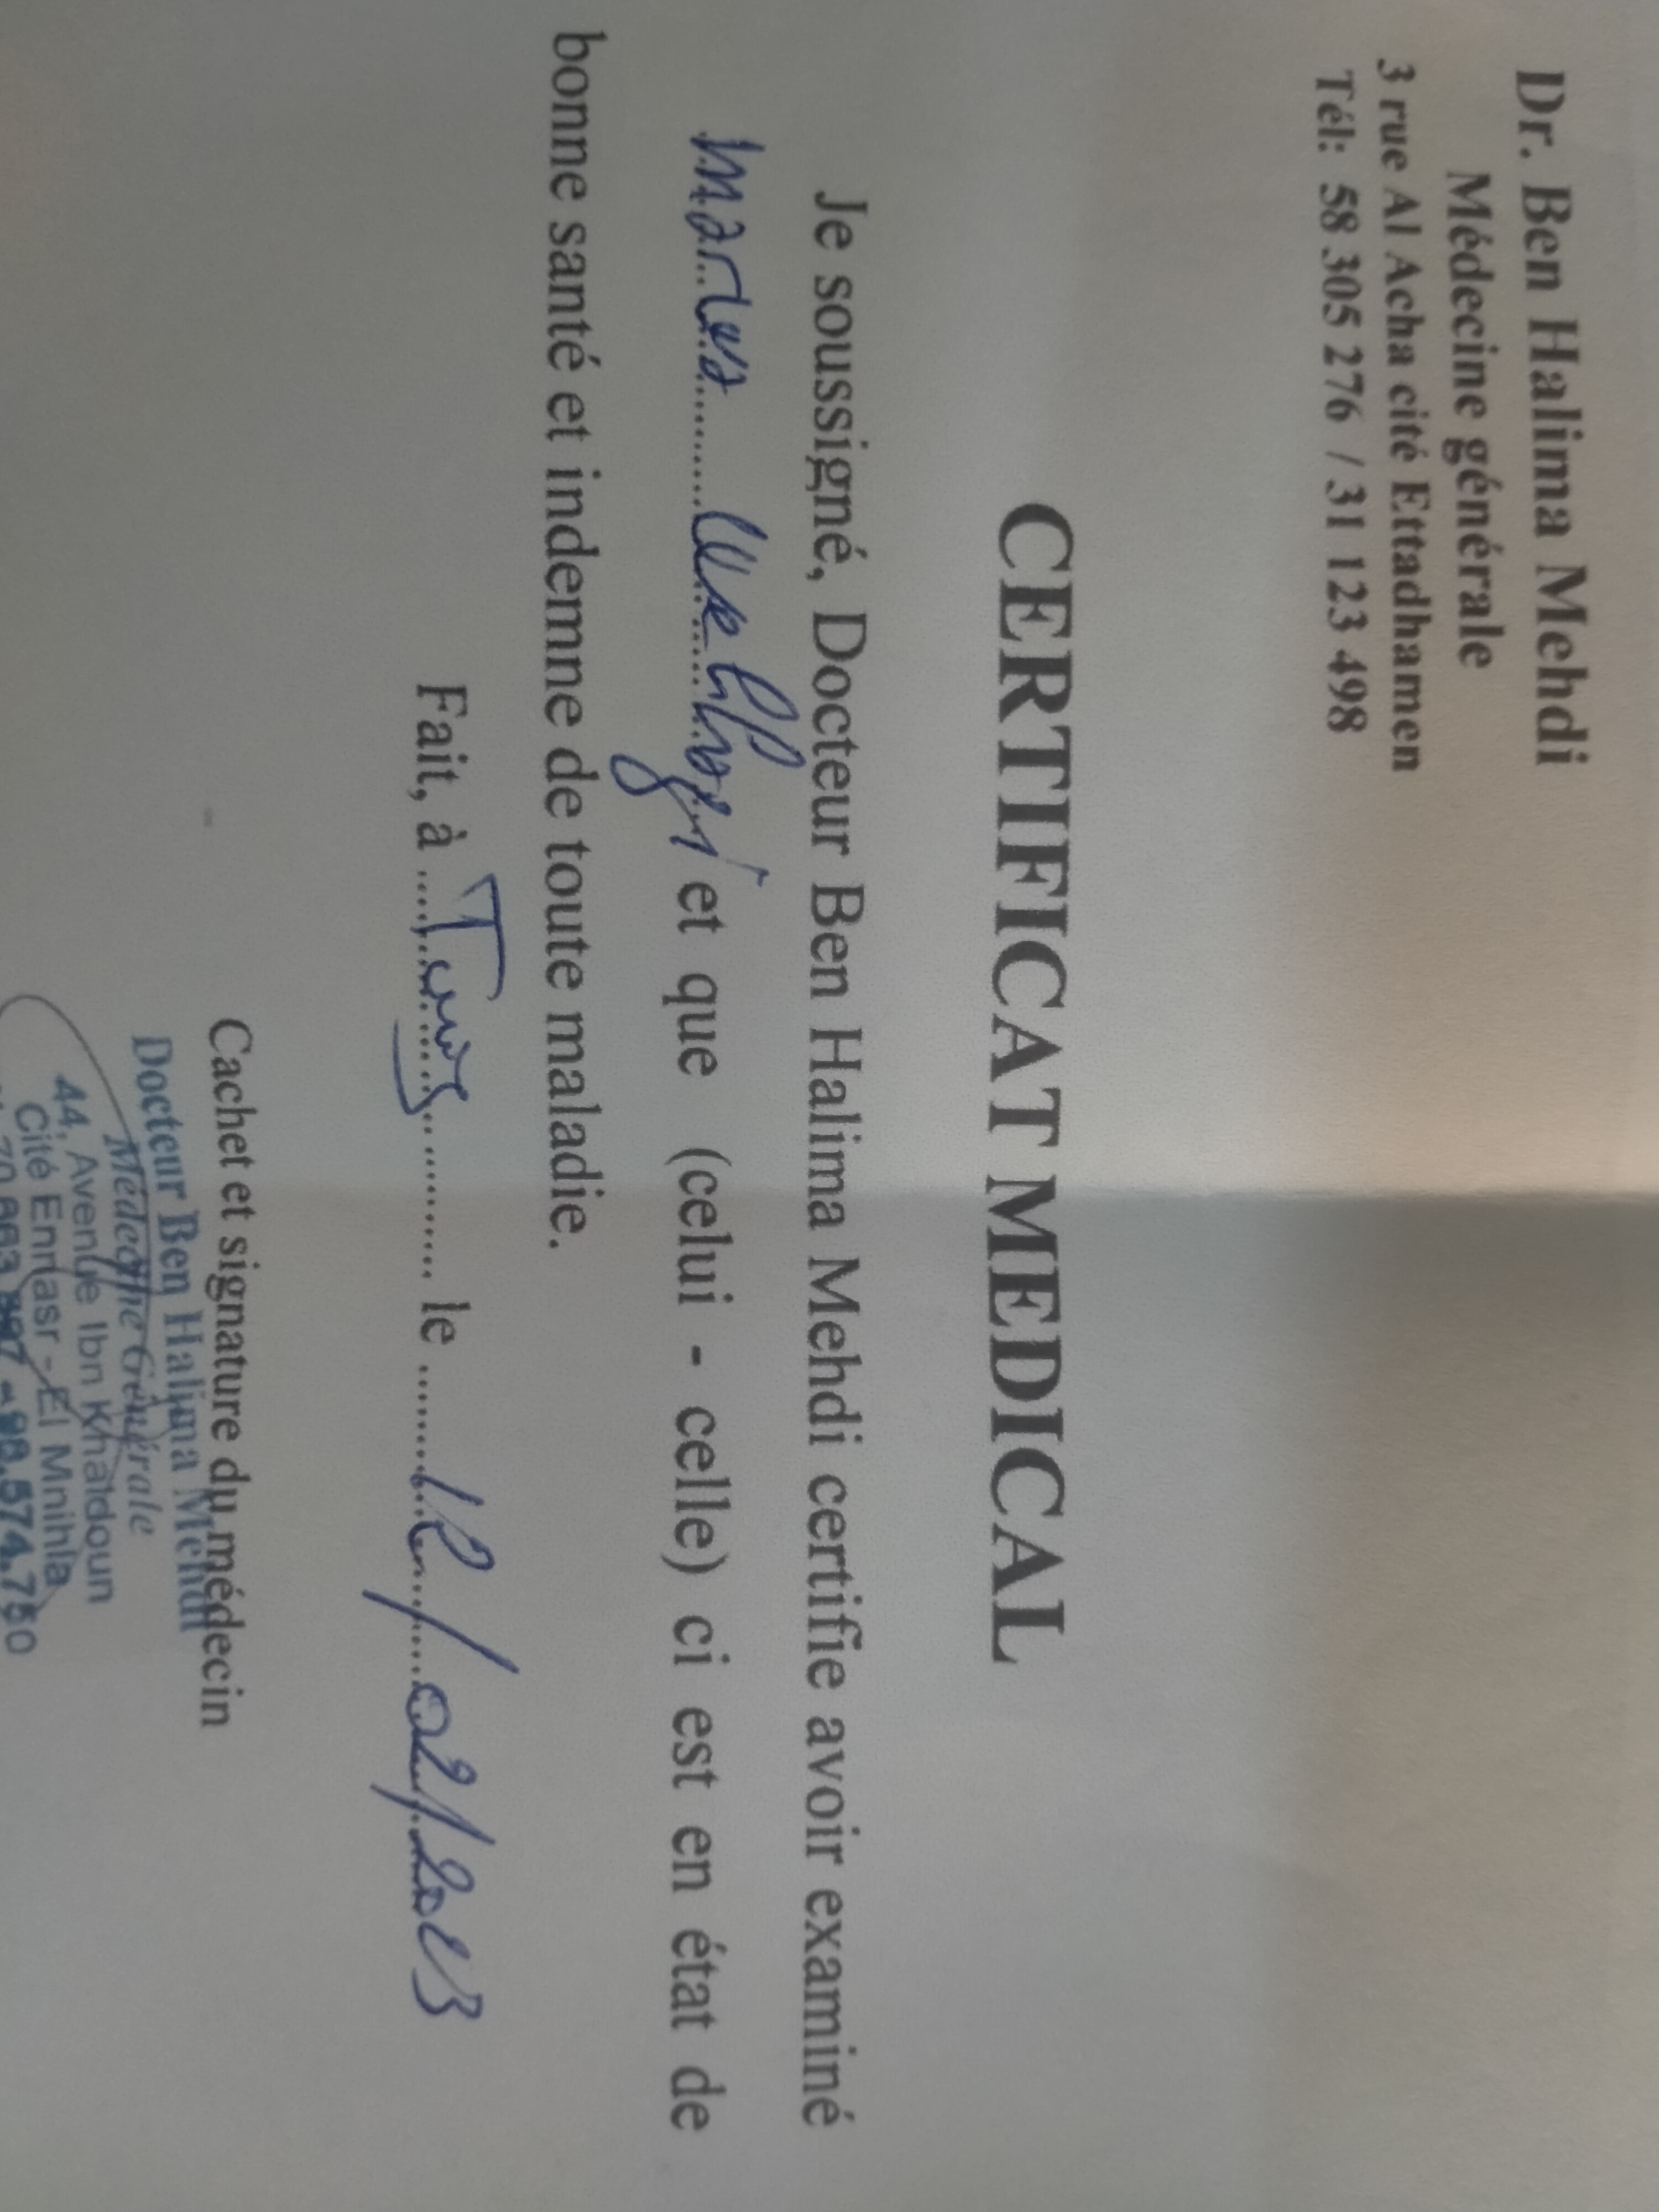 Dr. Ben Halima Mehdi
Médecine générale
3 rue Al Acha cité Ettadhamen
Tél: 58 305 276 / 31 123 498
CERTIFICAT MEDICAL
Je soussigné, Docteur Ben Halima Mehdi certifie avoir examiné
et que (celui - celle) ci est en état de
bonne santé et indemne de toute maladie.
Fait, à Tunis le
Cachet et signature du médecin
Docteur Ben Halima Mehdi
Médecine Générale
44, Avenue Ibn Khaldoun
Cité Ennasr - El Mnihla
98.574.750